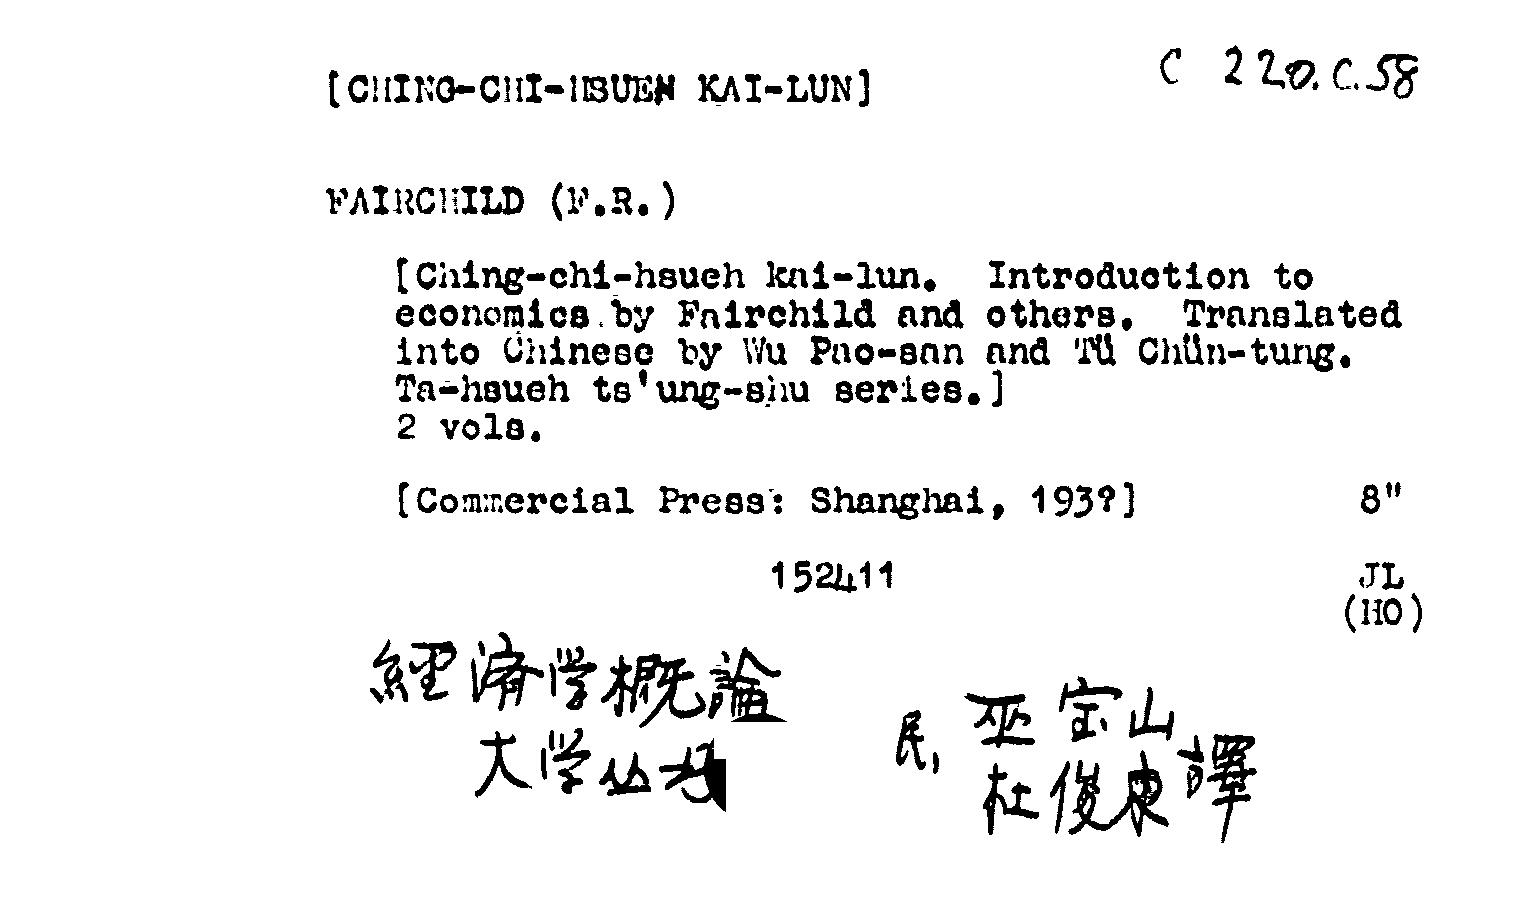 C 220.C.58
[CHING-CHI-HSUEH KAI-LUN]
FAIRCHILD (F.R.)
[Ching-chi-hsueh kai-lun. Introduction to
economics by Fairchild and others. Translated
into Chinese by Wu Pao-san and Tü Chün-tung.
Ta-hsueh ts'ung-shu series.]
2 vols.
[Commercial Press: Shanghai, 193?] 8"
152411 JL
(HO)
經済学概論
大学丛书
民, 巫宝山
杜俊東譯